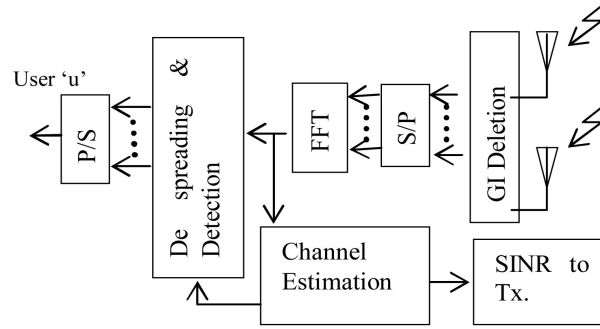 User ‘u’
P/S
De spreading &
Detection
FFT
S/P
GI Deletion
Channel
Estimation
SINR to
Tx.